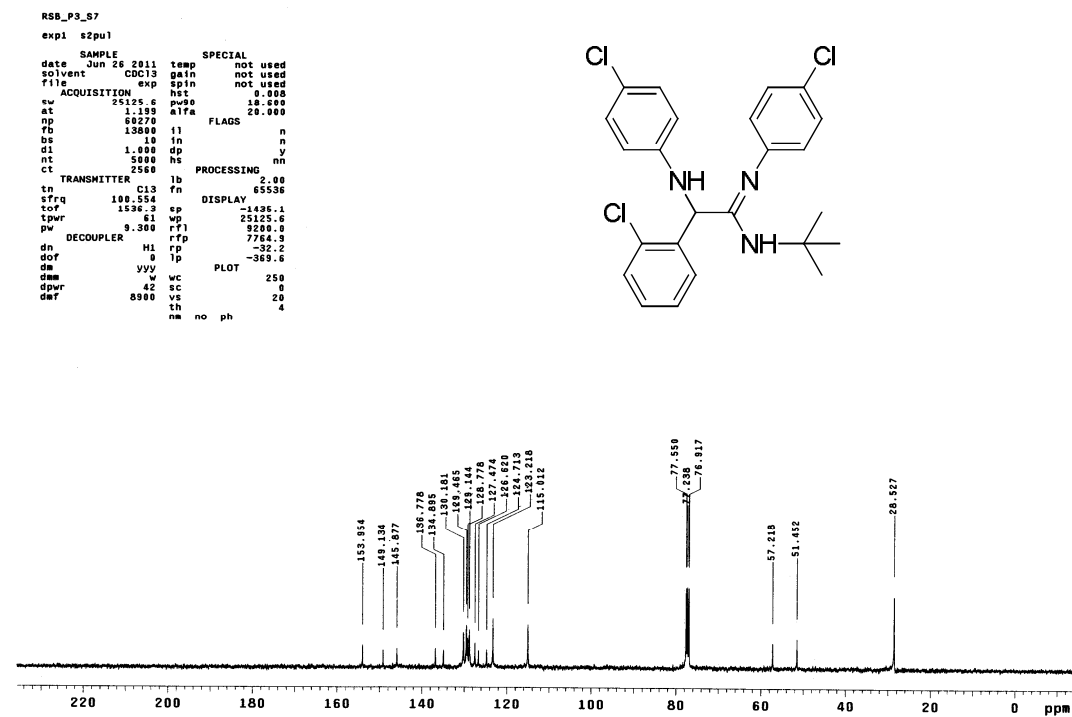 RSB_P3_S7
exp1 s2pul
SAMPLE SPECIAL
date Jun 26 2011 temp not used
solvent CDCl3 gain not used
file exp spin not used
ACQUISITION hst 0.008
sw 25125.6 pw90 18.600
at 1.199 alfa 20.000
np 60270 FLAGS
fb 13800 il n
bs 10 in n
d1 1.000 dp y
nt 5000 hs nn
ct 2560 PROCESSING
TRANSMITTER lb 2.00
tn C13 fn 65536
sfrq 100.554 DISPLAY
tof 1536.3 sp -1435.1
tpwr 61 wp 25125.6
pw 9.300 rfl 9200.0
DECOUPLER rfp 7764.9
dn H1 rp -32.2
dof 0 lp -369.6
dm yyy PLOT
dmm w wc 250
dpwr 42 sc 0
dmf 8900 vs 20
th 4
nm no ph
Cl
Cl
NH
N
Cl
NH
153.954
149.134
145.877
136.778
134.895
130.181
129.465
129.144
128.778
127.474
126.620
124.713
123.218
115.012
77.550
77.238
76.917
57.218
51.452
28.527
220 200 180 160 140 120 100 80 60 40 20 0 ppm